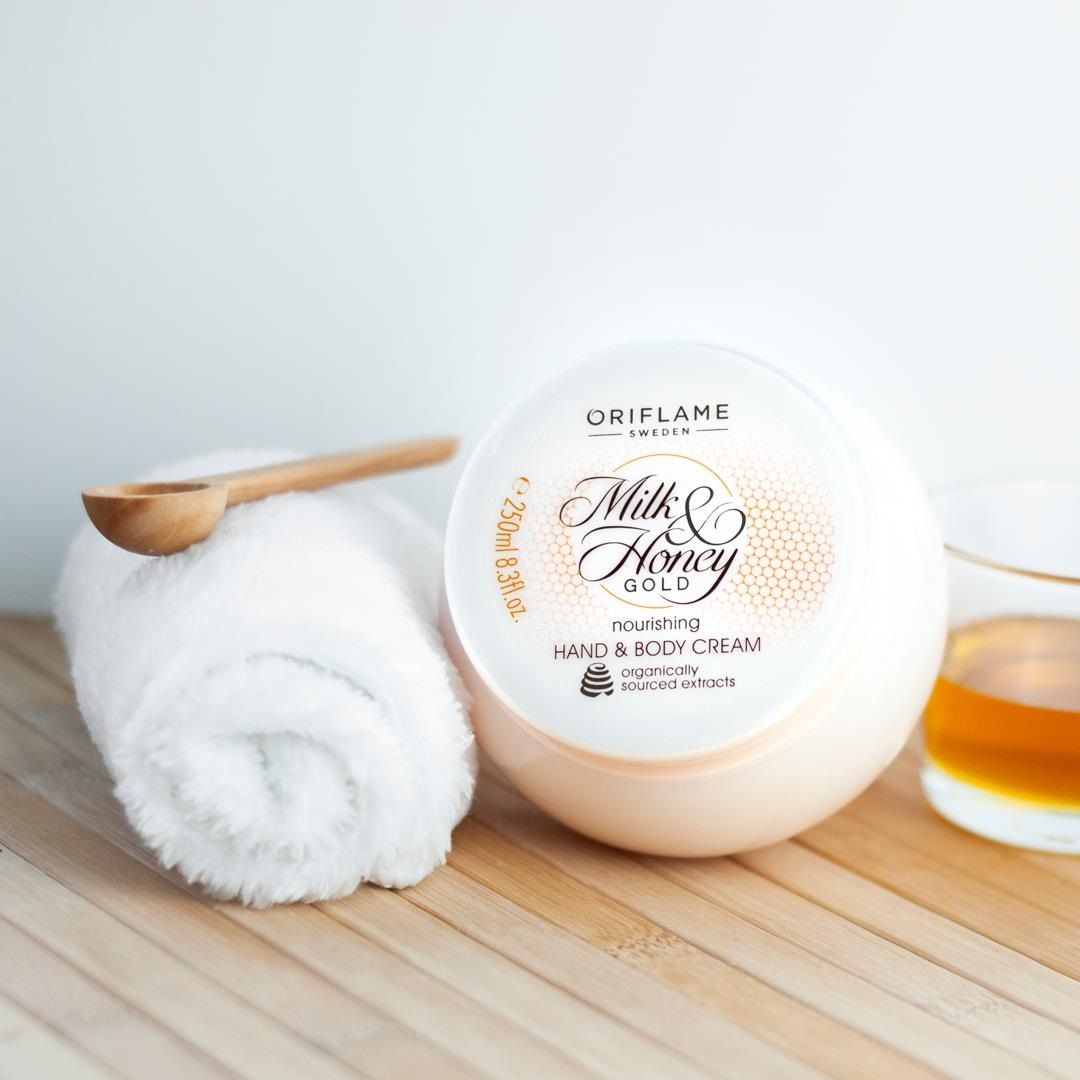 ORIFLAME
SWEDEN
Milk &
Honey
GOLD
nourishing
HAND & BODY CREAM
organically
sourced extracts
℮ 250ml 8.3fl.oz.